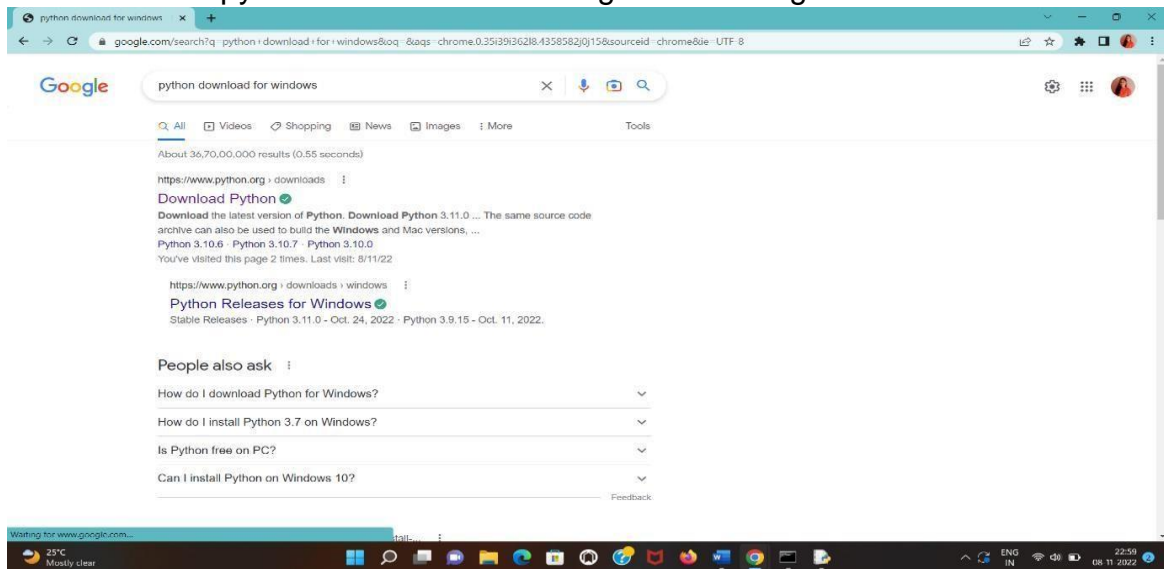 python download for windows
google.com/search?q=python+download+for+windows&oq=&aqs=chrome.0.35i39i362l8.4358582j0j15&sourceid=chrome&ie=UTF-8
Google
python download for windows
All Videos Shopping News Images More Tools
About 36,70,00,000 results (0.55 seconds)
https://www.python.org › downloads
Download Python
Download the latest version of Python. Download Python 3.11.0 ... The same source code
archive can also be used to build the Windows and Mac versions, ...
Python 3.10.6 · Python 3.10.7 · Python 3.10.0
You've visited this page 2 times. Last visit: 8/11/22
https://www.python.org › downloads › windows
Python Releases for Windows
Stable Releases · Python 3.11.0 - Oct. 24, 2022 · Python 3.9.15 - Oct. 11, 2022.
People also ask
How do I download Python for Windows?
How do I install Python 3.7 on Windows?
Is Python free on PC?
Can I install Python on Windows 10?
Feedback
Waiting for www.google.com...
25°C
Mostly clear
ENG
IN
22:59
08-11-2022
2